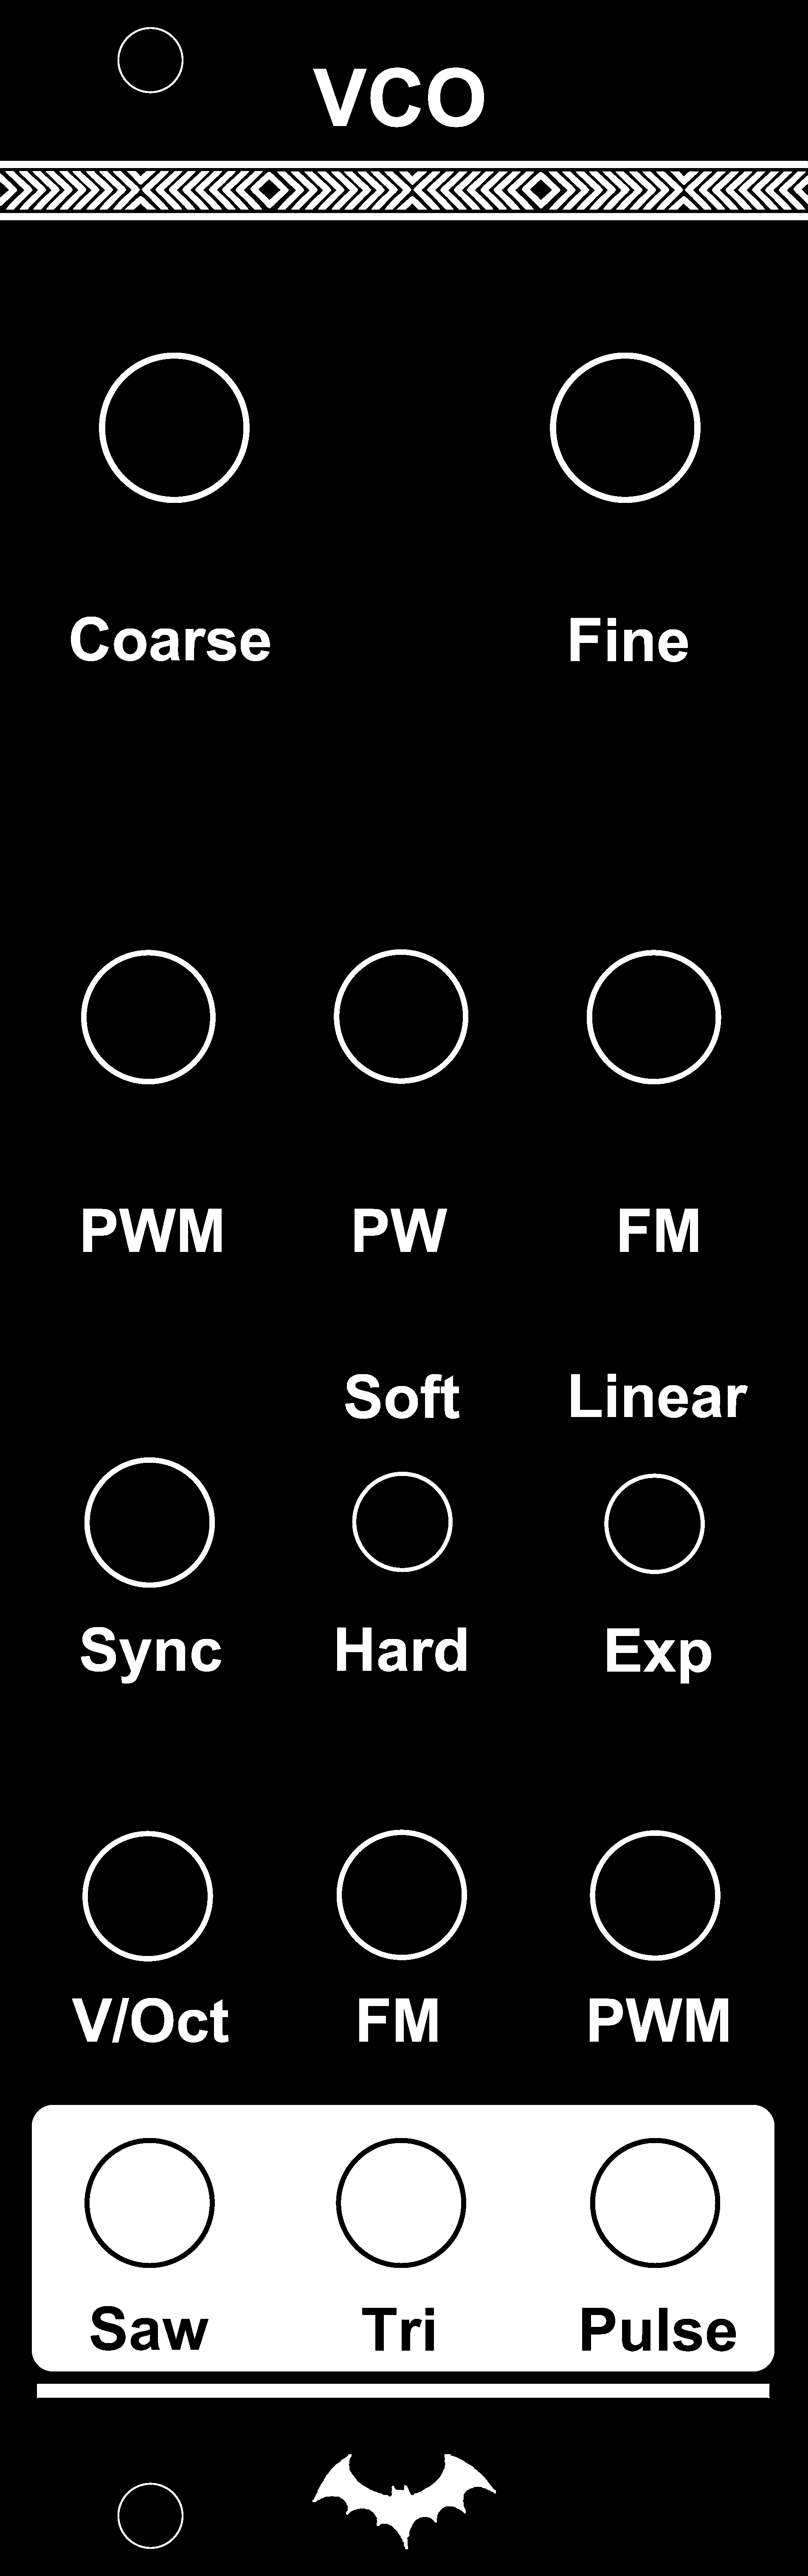 VCO
Coarse Fine
PWM PW FM
Soft Linear
Sync Hard Exp
V/Oct FM PWM
Saw Tri Pulse